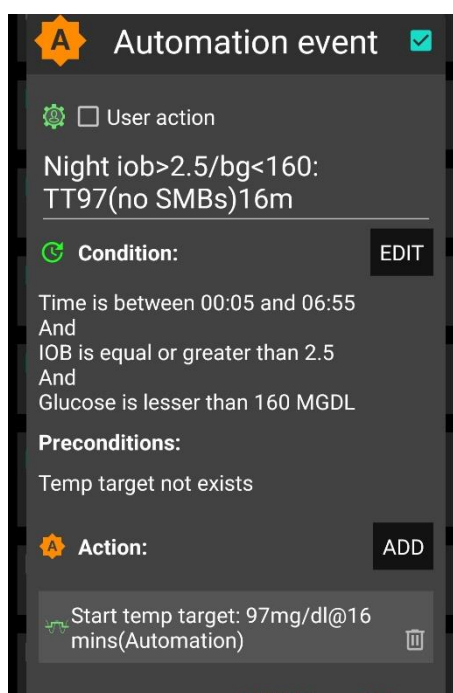 A Automation event
User action
Night iob>2.5/bg<160:
TT97(no SMBs)16m
Condition:
EDIT
Time is between 00:05 and 06:55
And
IOB is equal or greater than 2.5
And
Glucose is lesser than 160 MGDL
Preconditions:
Temp target not exists
A Action:
ADD
Start temp target: 97mg/dl@16
mins(Automation)